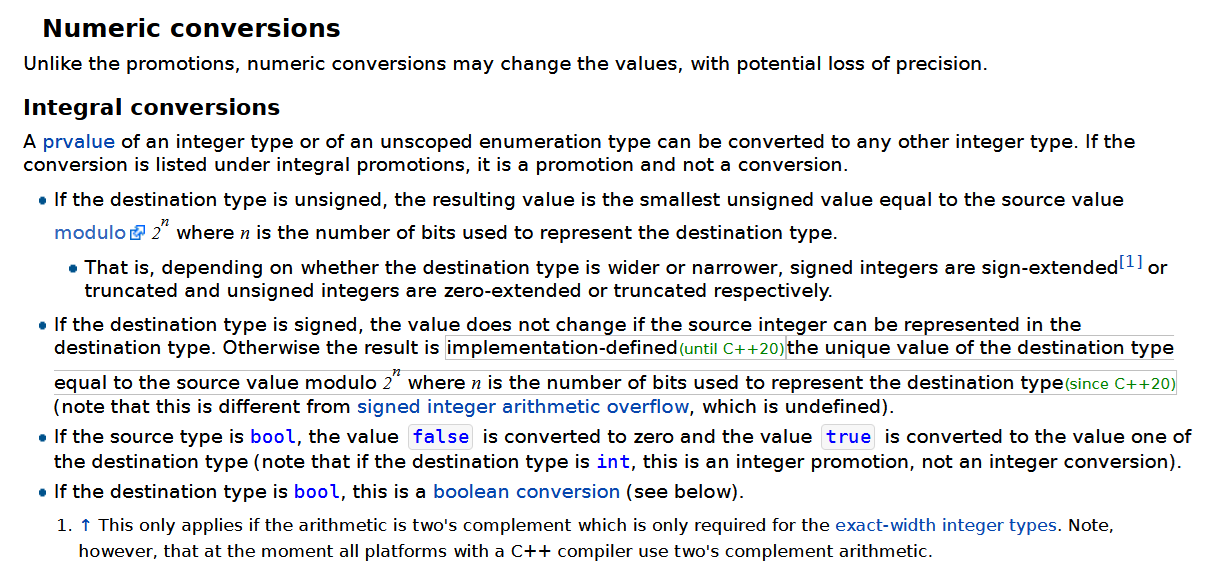 Numeric conversions
Unlike the promotions, numeric conversions may change the values, with potential loss of precision.
Integral conversions
A prvalue of an integer type or of an unscoped enumeration type can be converted to any other integer type. If the
conversion is listed under integral promotions, it is a promotion and not a conversion.
• If the destination type is unsigned, the resulting value is the smallest unsigned value equal to the source value
modulo 2ⁿ where n is the number of bits used to represent the destination type.
• That is, depending on whether the destination type is wider or narrower, signed integers are sign-extended[1] or
truncated and unsigned integers are zero-extended or truncated respectively.
• If the destination type is signed, the value does not change if the source integer can be represented in the
destination type. Otherwise the result is implementation-defined(until C++20)the unique value of the destination type
equal to the source value modulo 2ⁿ where n is the number of bits used to represent the destination type(since C++20)
(note that this is different from signed integer arithmetic overflow, which is undefined).
• If the source type is bool, the value false is converted to zero and the value true is converted to the value one of
the destination type (note that if the destination type is int, this is an integer promotion, not an integer conversion).
• If the destination type is bool, this is a boolean conversion (see below).
1. ↑ This only applies if the arithmetic is two's complement which is only required for the exact-width integer types. Note,
however, that at the moment all platforms with a C++ compiler use two's complement arithmetic.